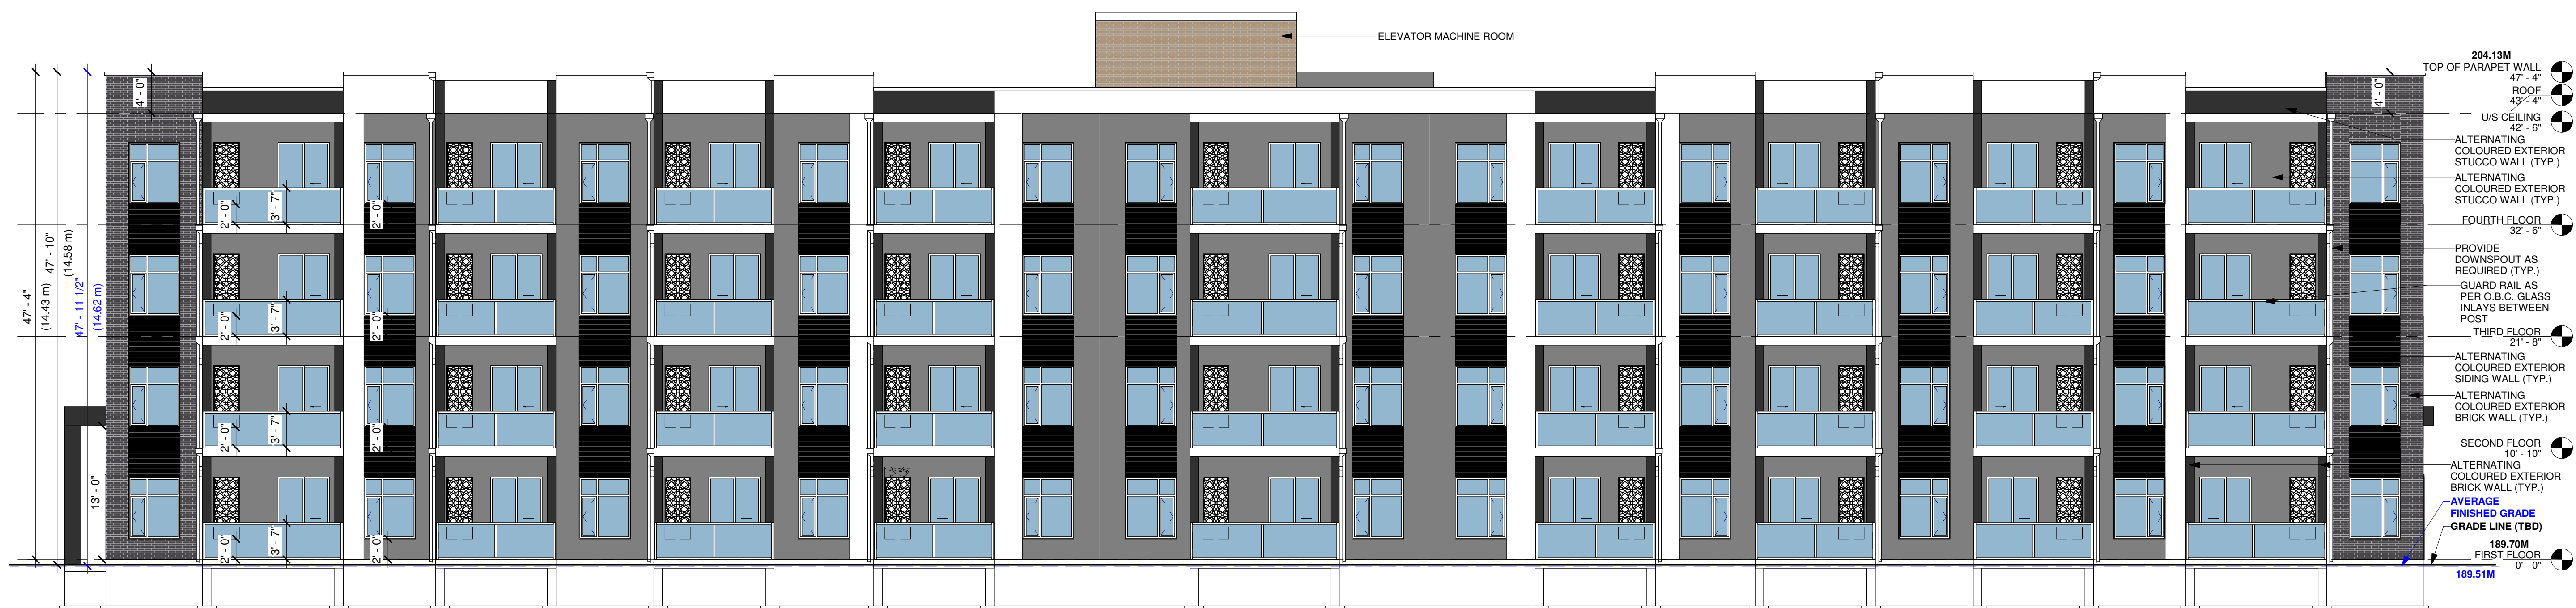 ELEVATOR MACHINE ROOM
204.13M
TOP OF PARAPET WALL
47' - 4"
ROOF
43' - 4"
U/S CEILING
42' - 6"
ALTERNATING
COLOURED EXTERIOR
STUCCO WALL (TYP.)
ALTERNATING
COLOURED EXTERIOR
STUCCO WALL (TYP.)
FOURTH FLOOR
32' - 6"
PROVIDE
DOWNSPOUT AS
REQUIRED (TYP.)
GUARD RAIL AS
PER O.B.C. GLASS
INLAYS BETWEEN
POST
THIRD FLOOR
21' - 8"
ALTERNATING
COLOURED EXTERIOR
SIDING WALL (TYP.)
ALTERNATING
COLOURED EXTERIOR
BRICK WALL (TYP.)
SECOND FLOOR
10' - 10"
ALTERNATING
COLOURED EXTERIOR
BRICK WALL (TYP.)
AVERAGE
FINISHED GRADE
GRADE LINE (TBD)
189.70M
FIRST FLOOR
0' - 0"
189.51M
47' - 4"
(14.43 m)
47' - 10"
(14.58 m)
47' - 11 1/2"
(14.62 m)
13' - 0"
4' - 0"
4' - 0"
2' - 0"
3' - 7"
2' - 0"
2' - 0"
3' - 7"
2' - 0"
2' - 0"
3' - 7"
2' - 0"
2' - 0"
3' - 7"
2' - 0"